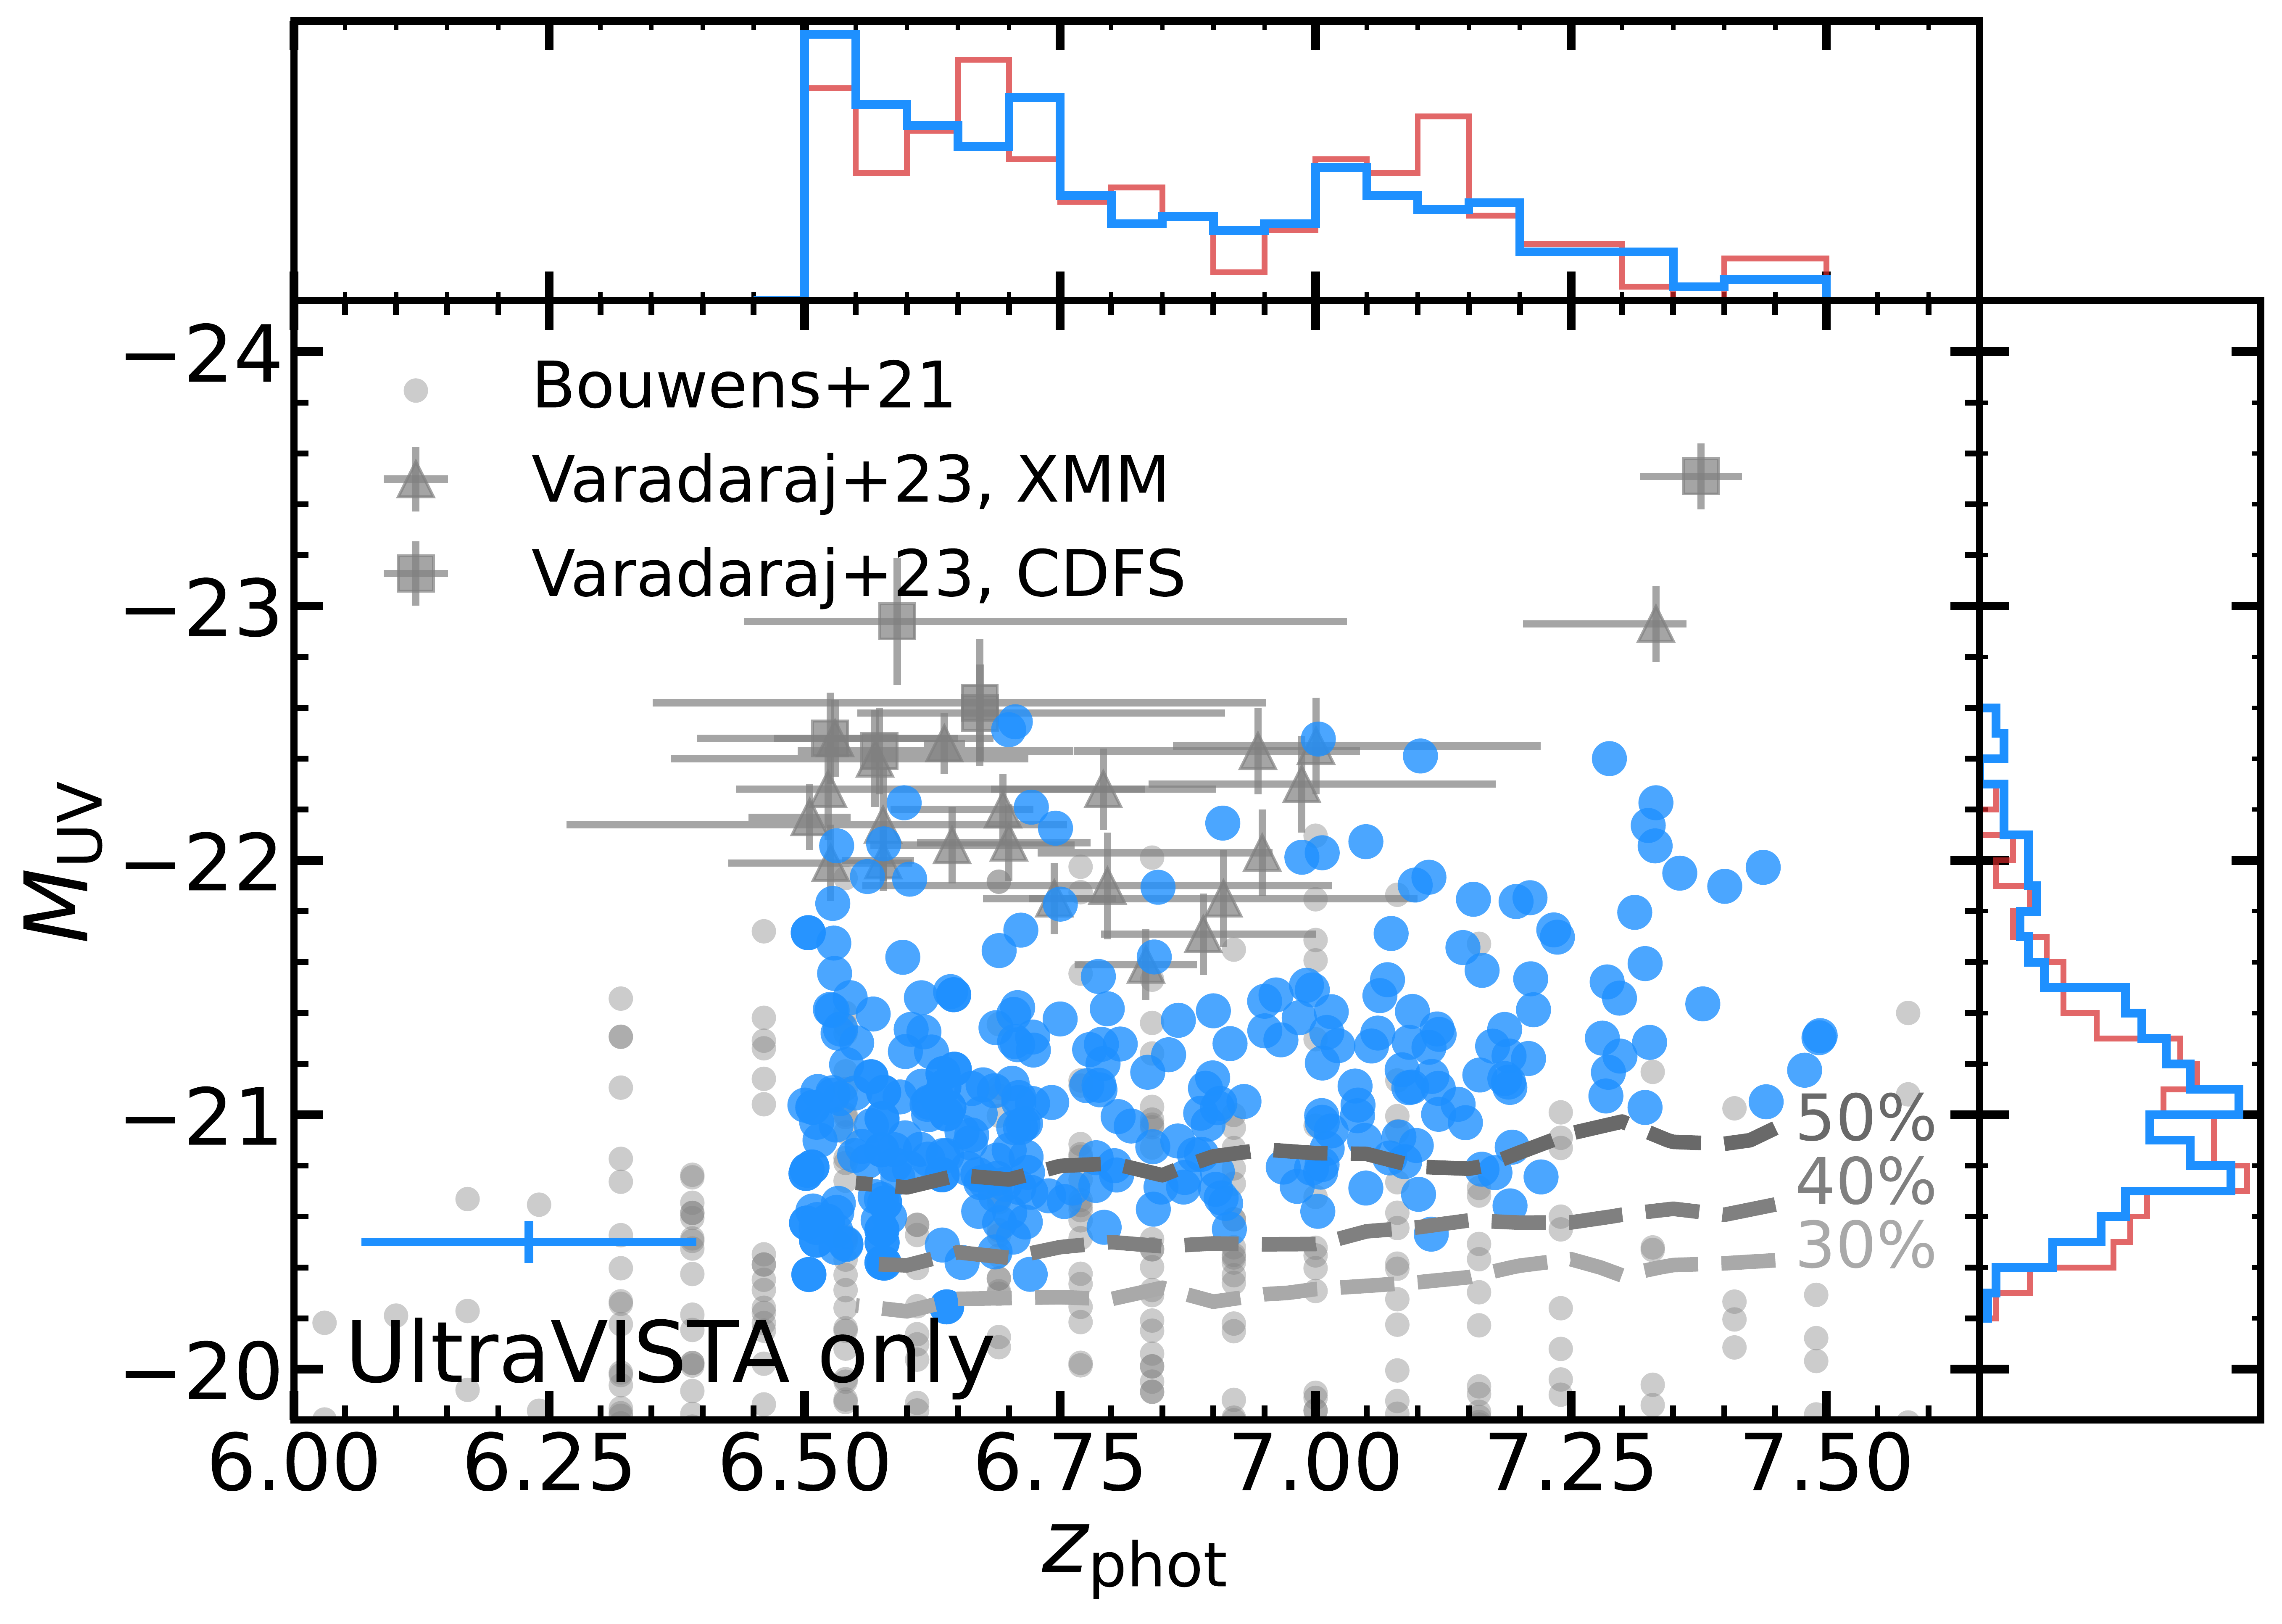 −24
−23
−22
−21
−20
M_UV
Bouwens+21
Varadaraj+23, XMM
Varadaraj+23, CDFS
50%
40%
30%
UltraVISTA only
6.00 6.25 6.50 6.75 7.00 7.25 7.50
z_phot